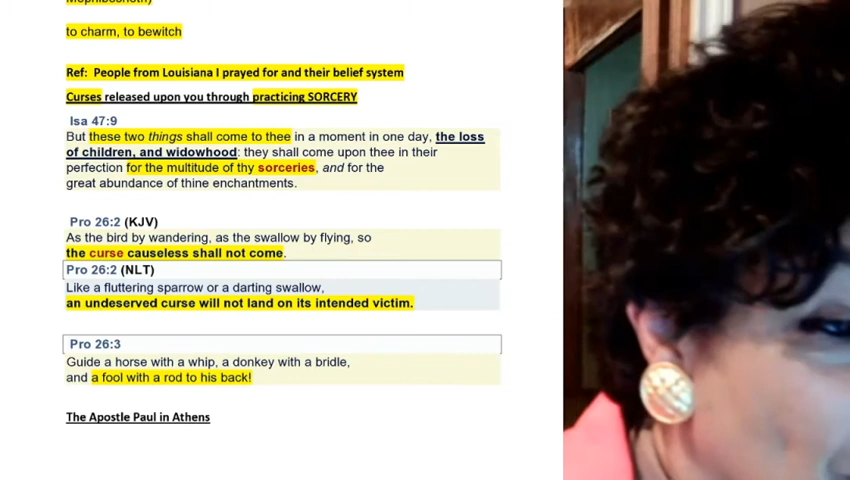 to charm, to bewitch
Ref: People from Louisiana I prayed for and their belief system
Curses released upon you through practicing SORCERY
Isa 47:9
But these two things shall come to thee in a moment in one day, the loss
of children, and widowhood; they shall come upon thee in their
perfection for the multitude of thy sorceries, and for the
great abundance of thine enchantments.
Pro 26:2 (KJV)
As the bird by wandering, as the swallow by flying, so
the curse causeless shall not come.
Pro 26:2 (NLT)
Like a fluttering sparrow or a darting swallow,
an undeserved curse will not land on its intended victim.
Pro 26:3
Guide a horse with a whip, a donkey with a bridle,
and a fool with a rod to his back!
The Apostle Paul in Athens